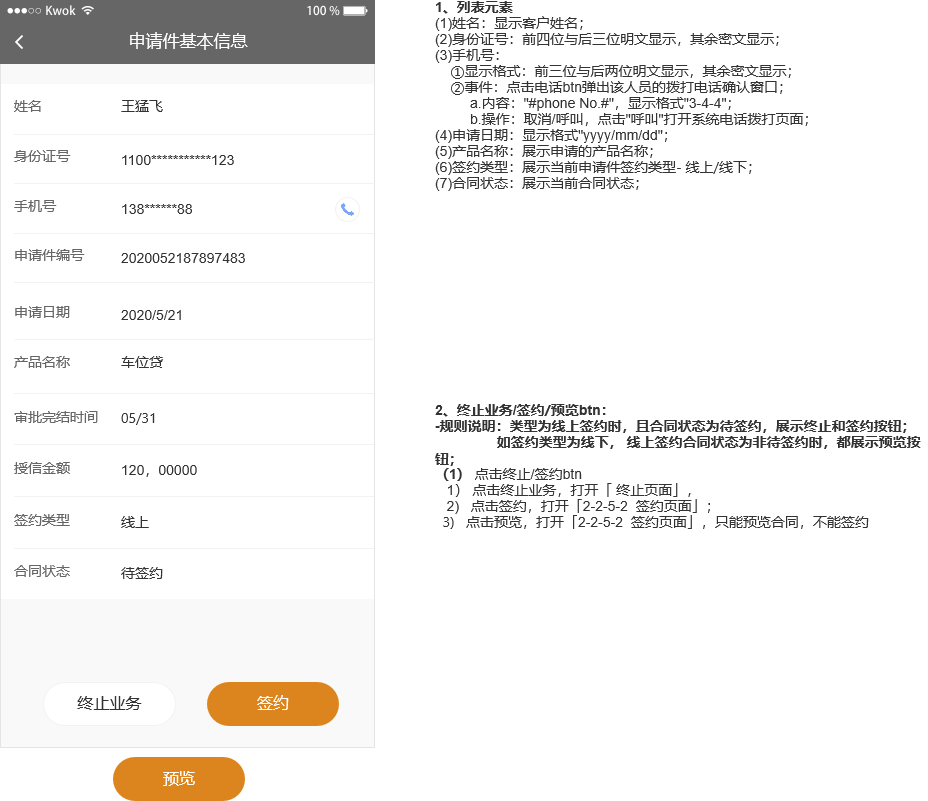 Kwok 100 %
申请件基本信息
姓名 王猛飞
身份证号 1100***********123
手机号 138******88
申请件编号 2020052187897483
申请日期 2020/5/21
产品名称 车位贷
审批完结时间 05/31
授信金额 120，00000
签约类型 线上
合同状态 待签约
终止业务 签约
预览
1、列表元素
(1)姓名：显示客户姓名；
(2)身份证号：前四位与后三位明文显示，其余密文显示；
(3)手机号：
①显示格式：前三位与后两位明文显示，其余密文显示；
②事件：点击电话btn弹出该人员的拨打电话确认窗口；
a.内容："#phone No.#"，显示格式"3-4-4"；
b.操作：取消/呼叫，点击"呼叫"打开系统电话拨打页面；
(4)申请日期：显示格式"yyyy/mm/dd"；
(5)产品名称：展示申请的产品名称；
(6)签约类型：展示当前申请件签约类型- 线上/线下；
(7)合同状态：展示当前合同状态；
2、终止业务/签约/预览btn：
-规则说明：类型为线上签约时，且合同状态为待签约，展示终止和签约按钮；
如签约类型为线下， 线上签约合同状态为非待签约时，都展示预览按
钮；
（1） 点击终止/签约btn
1） 点击终止业务，打开「 终止页面」，
2） 点击签约，打开「2-2-5-2 签约页面」；
3） 点击预览，打开「2-2-5-2 签约页面」，只能预览合同，不能签约